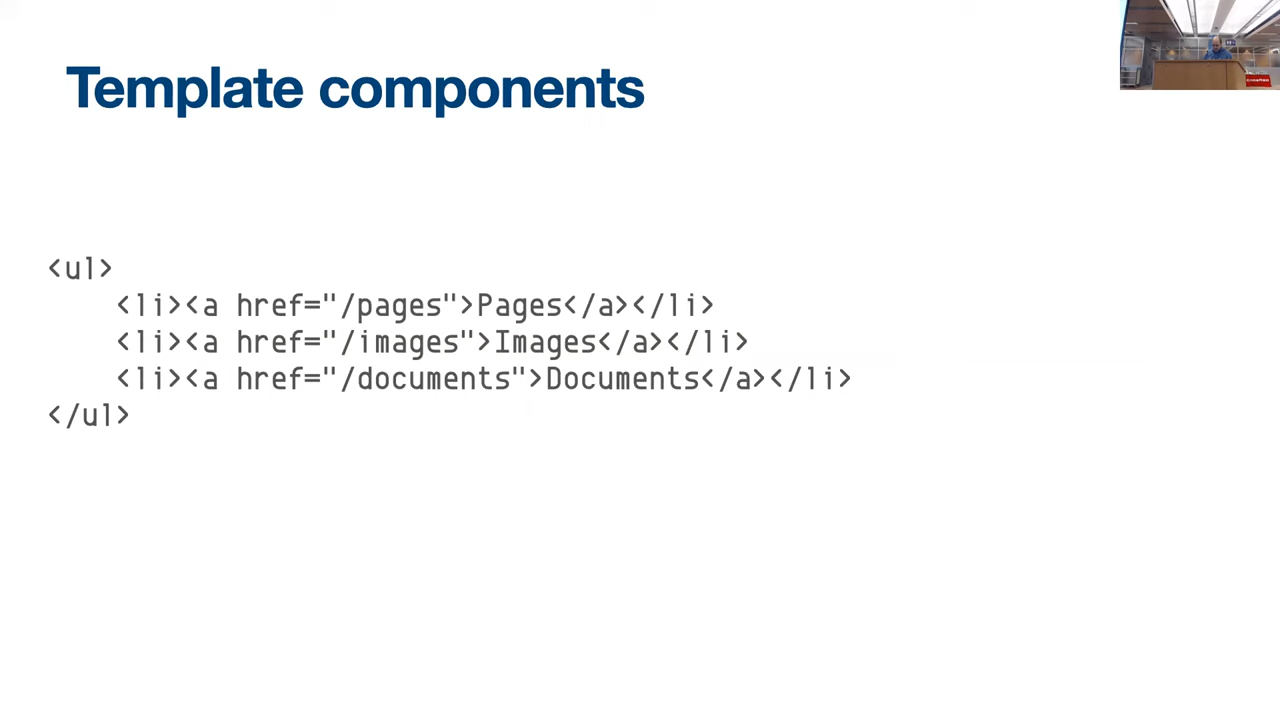 Template components
<ul>
    <li><a href="/pages">Pages</a></li>
    <li><a href="/images">Images</a></li>
    <li><a href="/documents">Documents</a></li>
</ul>